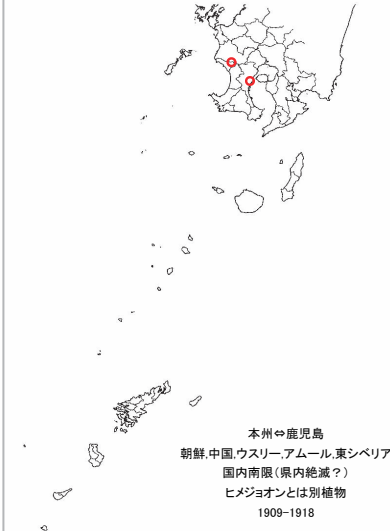 本州⇔鹿児島
朝鮮,中国,ウスリー,アムール,東シベリア
国内南限(県内絶滅？)
ヒメジョオンとは別植物
1909-1918